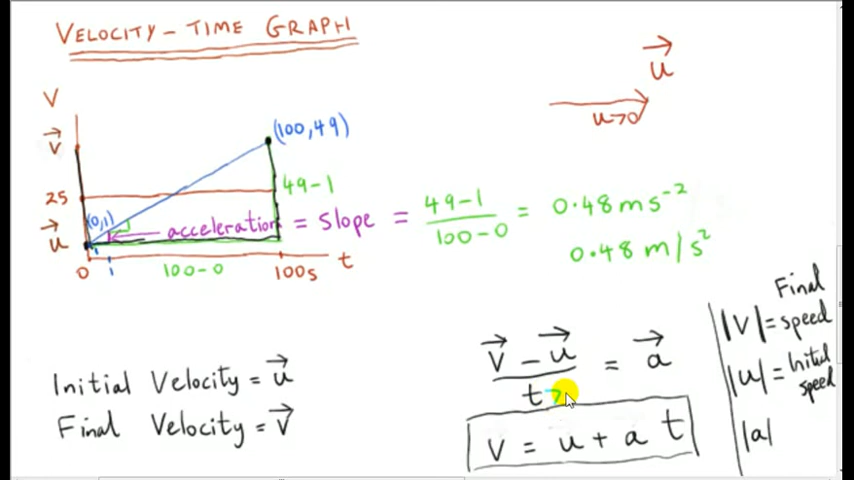 VELOCITY - TIME GRAPH
V
→
u
→
v
(100,49)
u→0
25
49-1
(0,1)
acceleration = slope = 49-1 / 100-0 = 0.48 m s⁻²
→
u
0 1 100-0 100s t
0.48 m/s²
Final
|V| = speed
→v - →u / t = →a
Initial Velocity = →u
|u| = Initial speed
Final Velocity = →v
v = u + a t
|a|